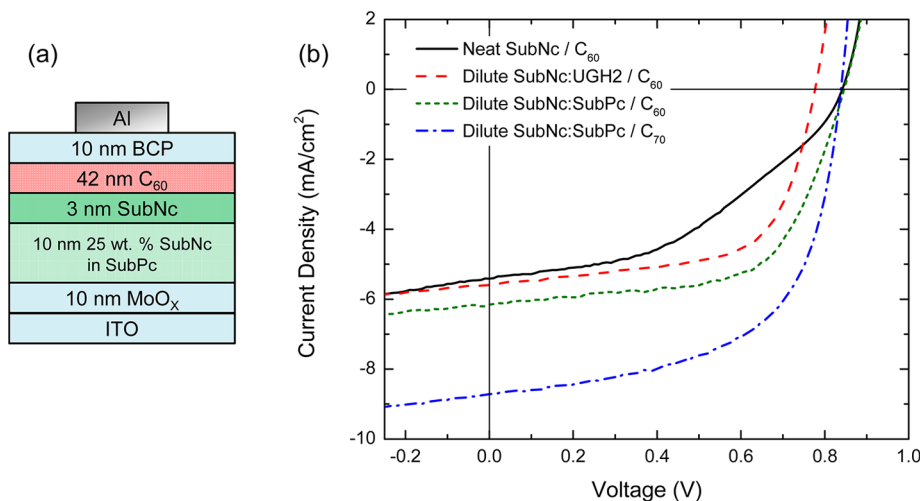 (a)
Al
10 nm BCP
42 nm C₆₀
3 nm SubNc
10 nm 25 wt. % SubNc
in SubPc
10 nm MoOₓ
ITO
(b)
Neat SubNc / C₆₀
Dilute SubNc:UGH2 / C₆₀
Dilute SubNc:SubPc / C₆₀
Dilute SubNc:SubPc / C₇₀
Current Density (mA/cm²)
2
0
-2
-4
-6
-8
-10
-0.2 0.0 0.2 0.4 0.6 0.8 1.0
Voltage (V)